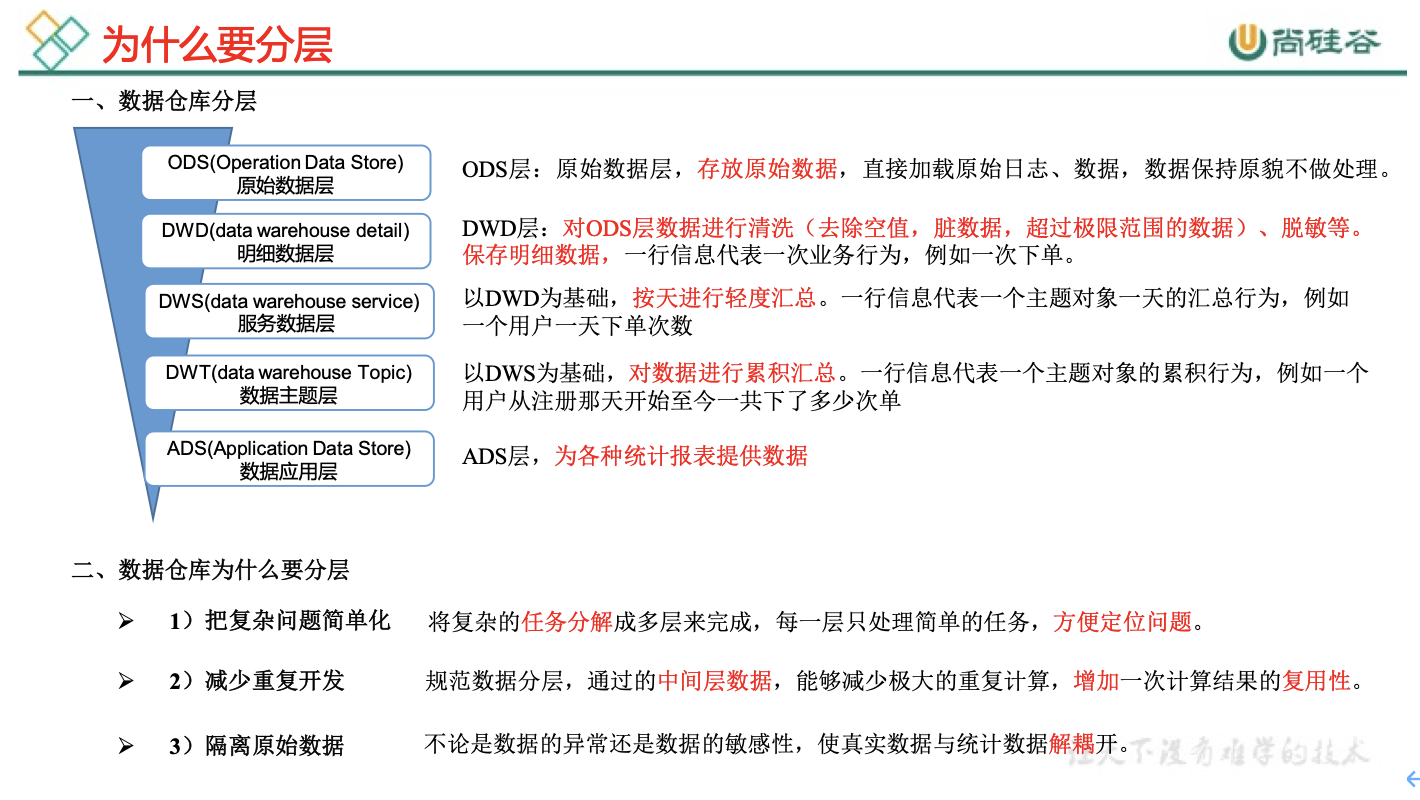 为什么要分层
尚硅谷
一、数据仓库分层
ODS(Operation Data Store)
原始数据层
ODS层：原始数据层，存放原始数据，直接加载原始日志、数据，数据保持原貌不做处理。
DWD(data warehouse detail)
明细数据层
DWD层：对ODS层数据进行清洗（去除空值，脏数据，超过极限范围的数据）、脱敏等。
保存明细数据，一行信息代表一次业务行为，例如一次下单。
DWS(data warehouse service)
服务数据层
以DWD为基础，按天进行轻度汇总。一行信息代表一个主题对象一天的汇总行为，例如
一个用户一天下单次数
DWT(data warehouse Topic)
数据主题层
以DWS为基础，对数据进行累积汇总。一行信息代表一个主题对象的累积行为，例如一个
用户从注册那天开始至今一共下了多少次单
ADS(Application Data Store)
数据应用层
ADS层，为各种统计报表提供数据
二、数据仓库为什么要分层
➢ 1）把复杂问题简单化 将复杂的任务分解成多层来完成，每一层只处理简单的任务，方便定位问题。
➢ 2）减少重复开发 规范数据分层，通过的中间层数据，能够减少极大的重复计算，增加一次计算结果的复用性。
➢ 3）隔离原始数据 不论是数据的异常还是数据的敏感性，使真实数据与统计数据解耦开。
让天下没有难学的技术